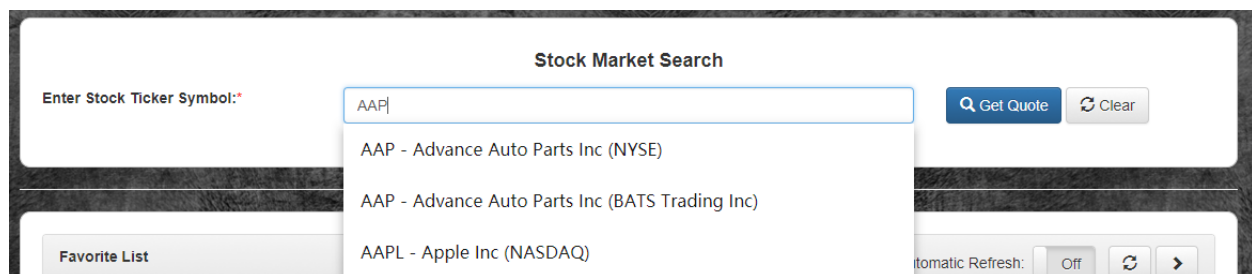 Stock Market Search
Enter Stock Ticker Symbol:*
AAP
Get Quote
Clear
AAP - Advance Auto Parts Inc (NYSE)
AAP - Advance Auto Parts Inc (BATS Trading Inc)
AAPL - Apple Inc (NASDAQ)
Favorite List
tomatic Refresh:
Off